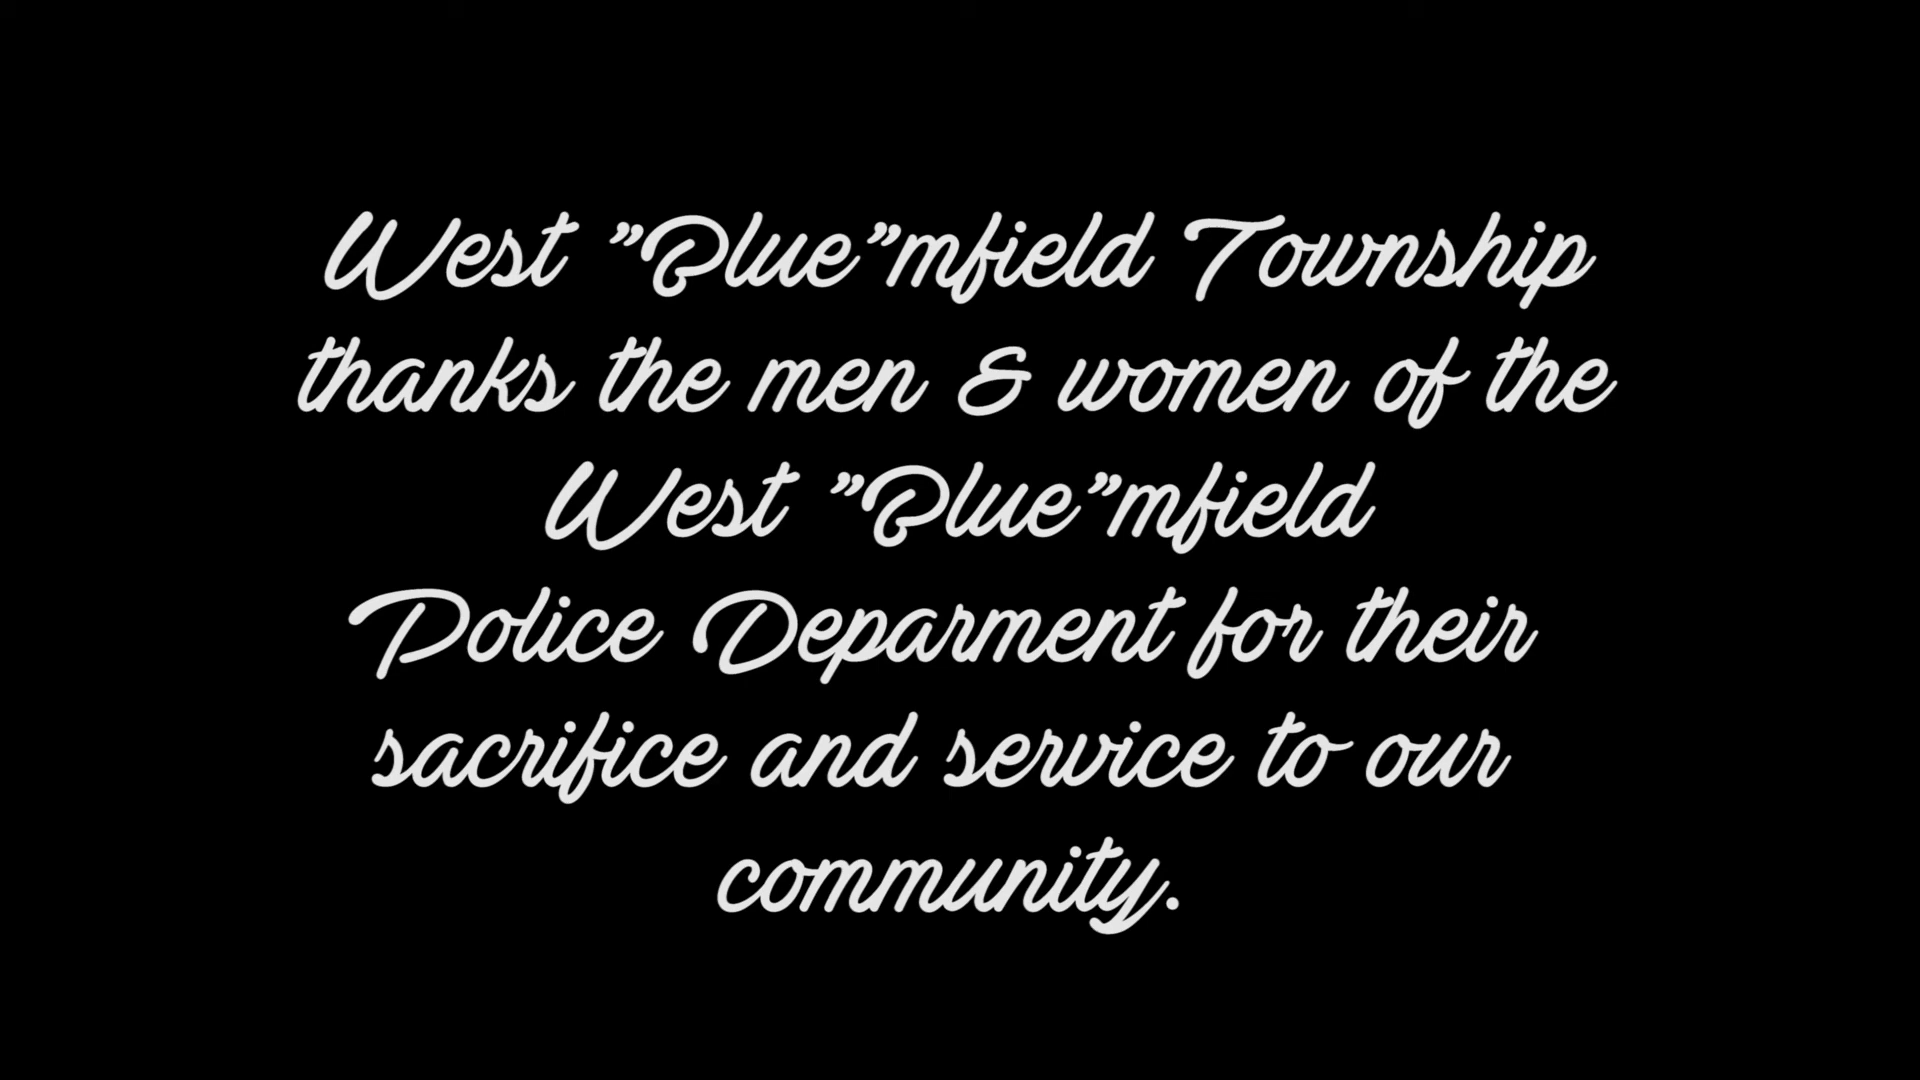 West ”Blue”mfield Township
thanks the men & women of the
West ”Blue”mfield
Police Deparment for their
sacrifice and service to our
community.